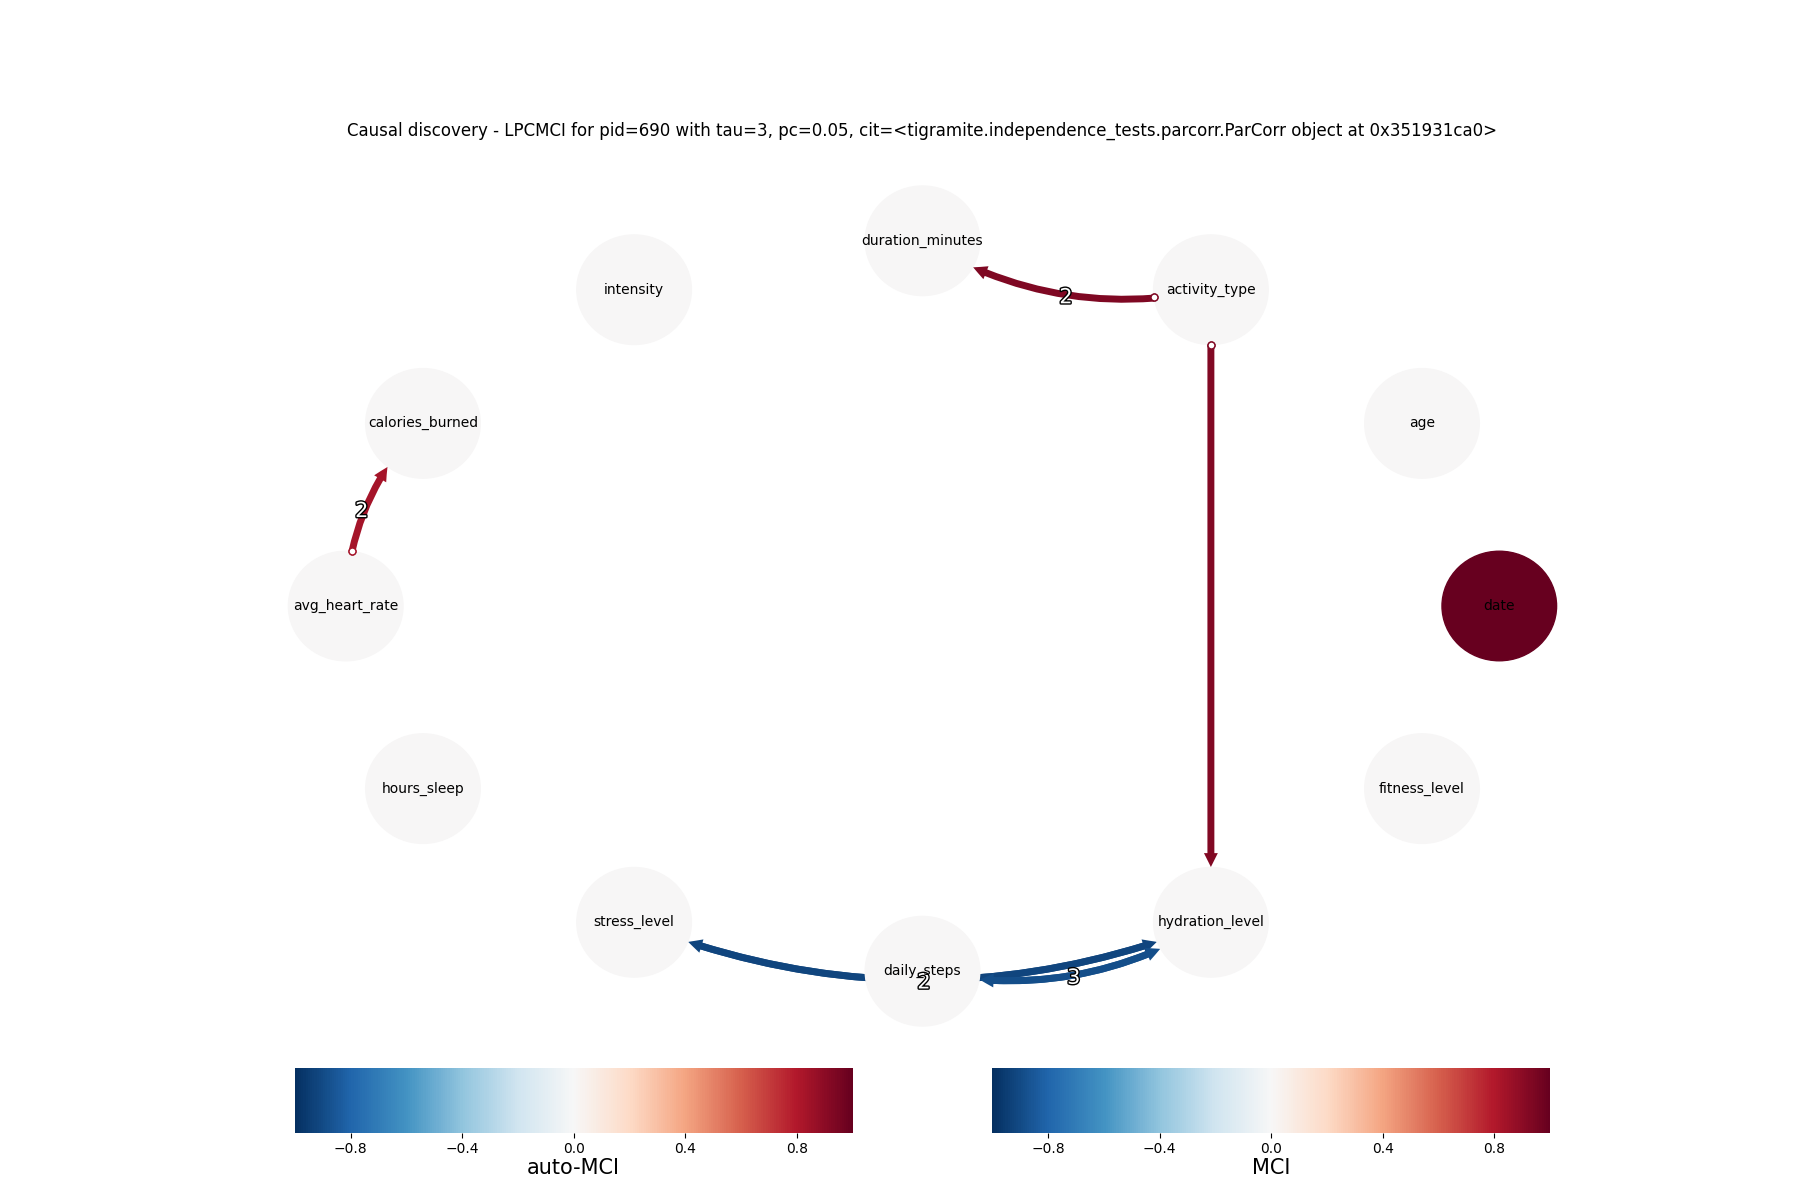 Causal discovery - LPCMCI for pid=690 with tau=3, pc=0.05, cit=<tigramite.independence_tests.parcorr.ParCorr object at 0x351931ca0>
duration_minutes
intensity
activity_type
2
calories_burned
age
2
avg_heart_rate
date
hours_sleep
fitness_level
stress_level
hydration_level
daily_steps
2
3
−0.8 −0.4 0.0 0.4 0.8
auto-MCI
−0.8 −0.4 0.0 0.4 0.8
MCI